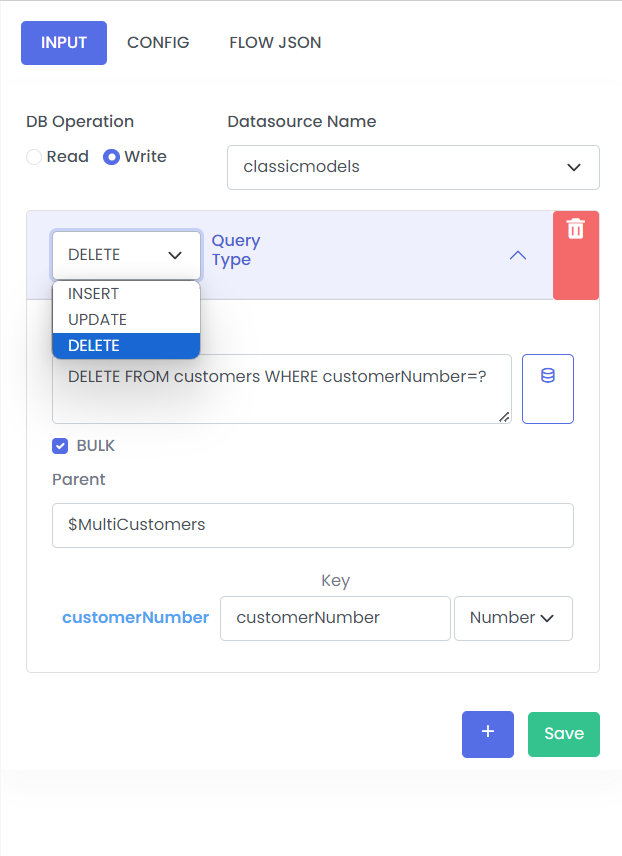 INPUT CONFIG FLOW JSON
DB Operation Datasource Name
Read Write
classicmodels
DELETE
Query
Type
INSERT
UPDATE
DELETE
DELETE FROM customers WHERE customerNumber=?
BULK
Parent
$MultiCustomers
Key
customerNumber customerNumber Number
+ Save